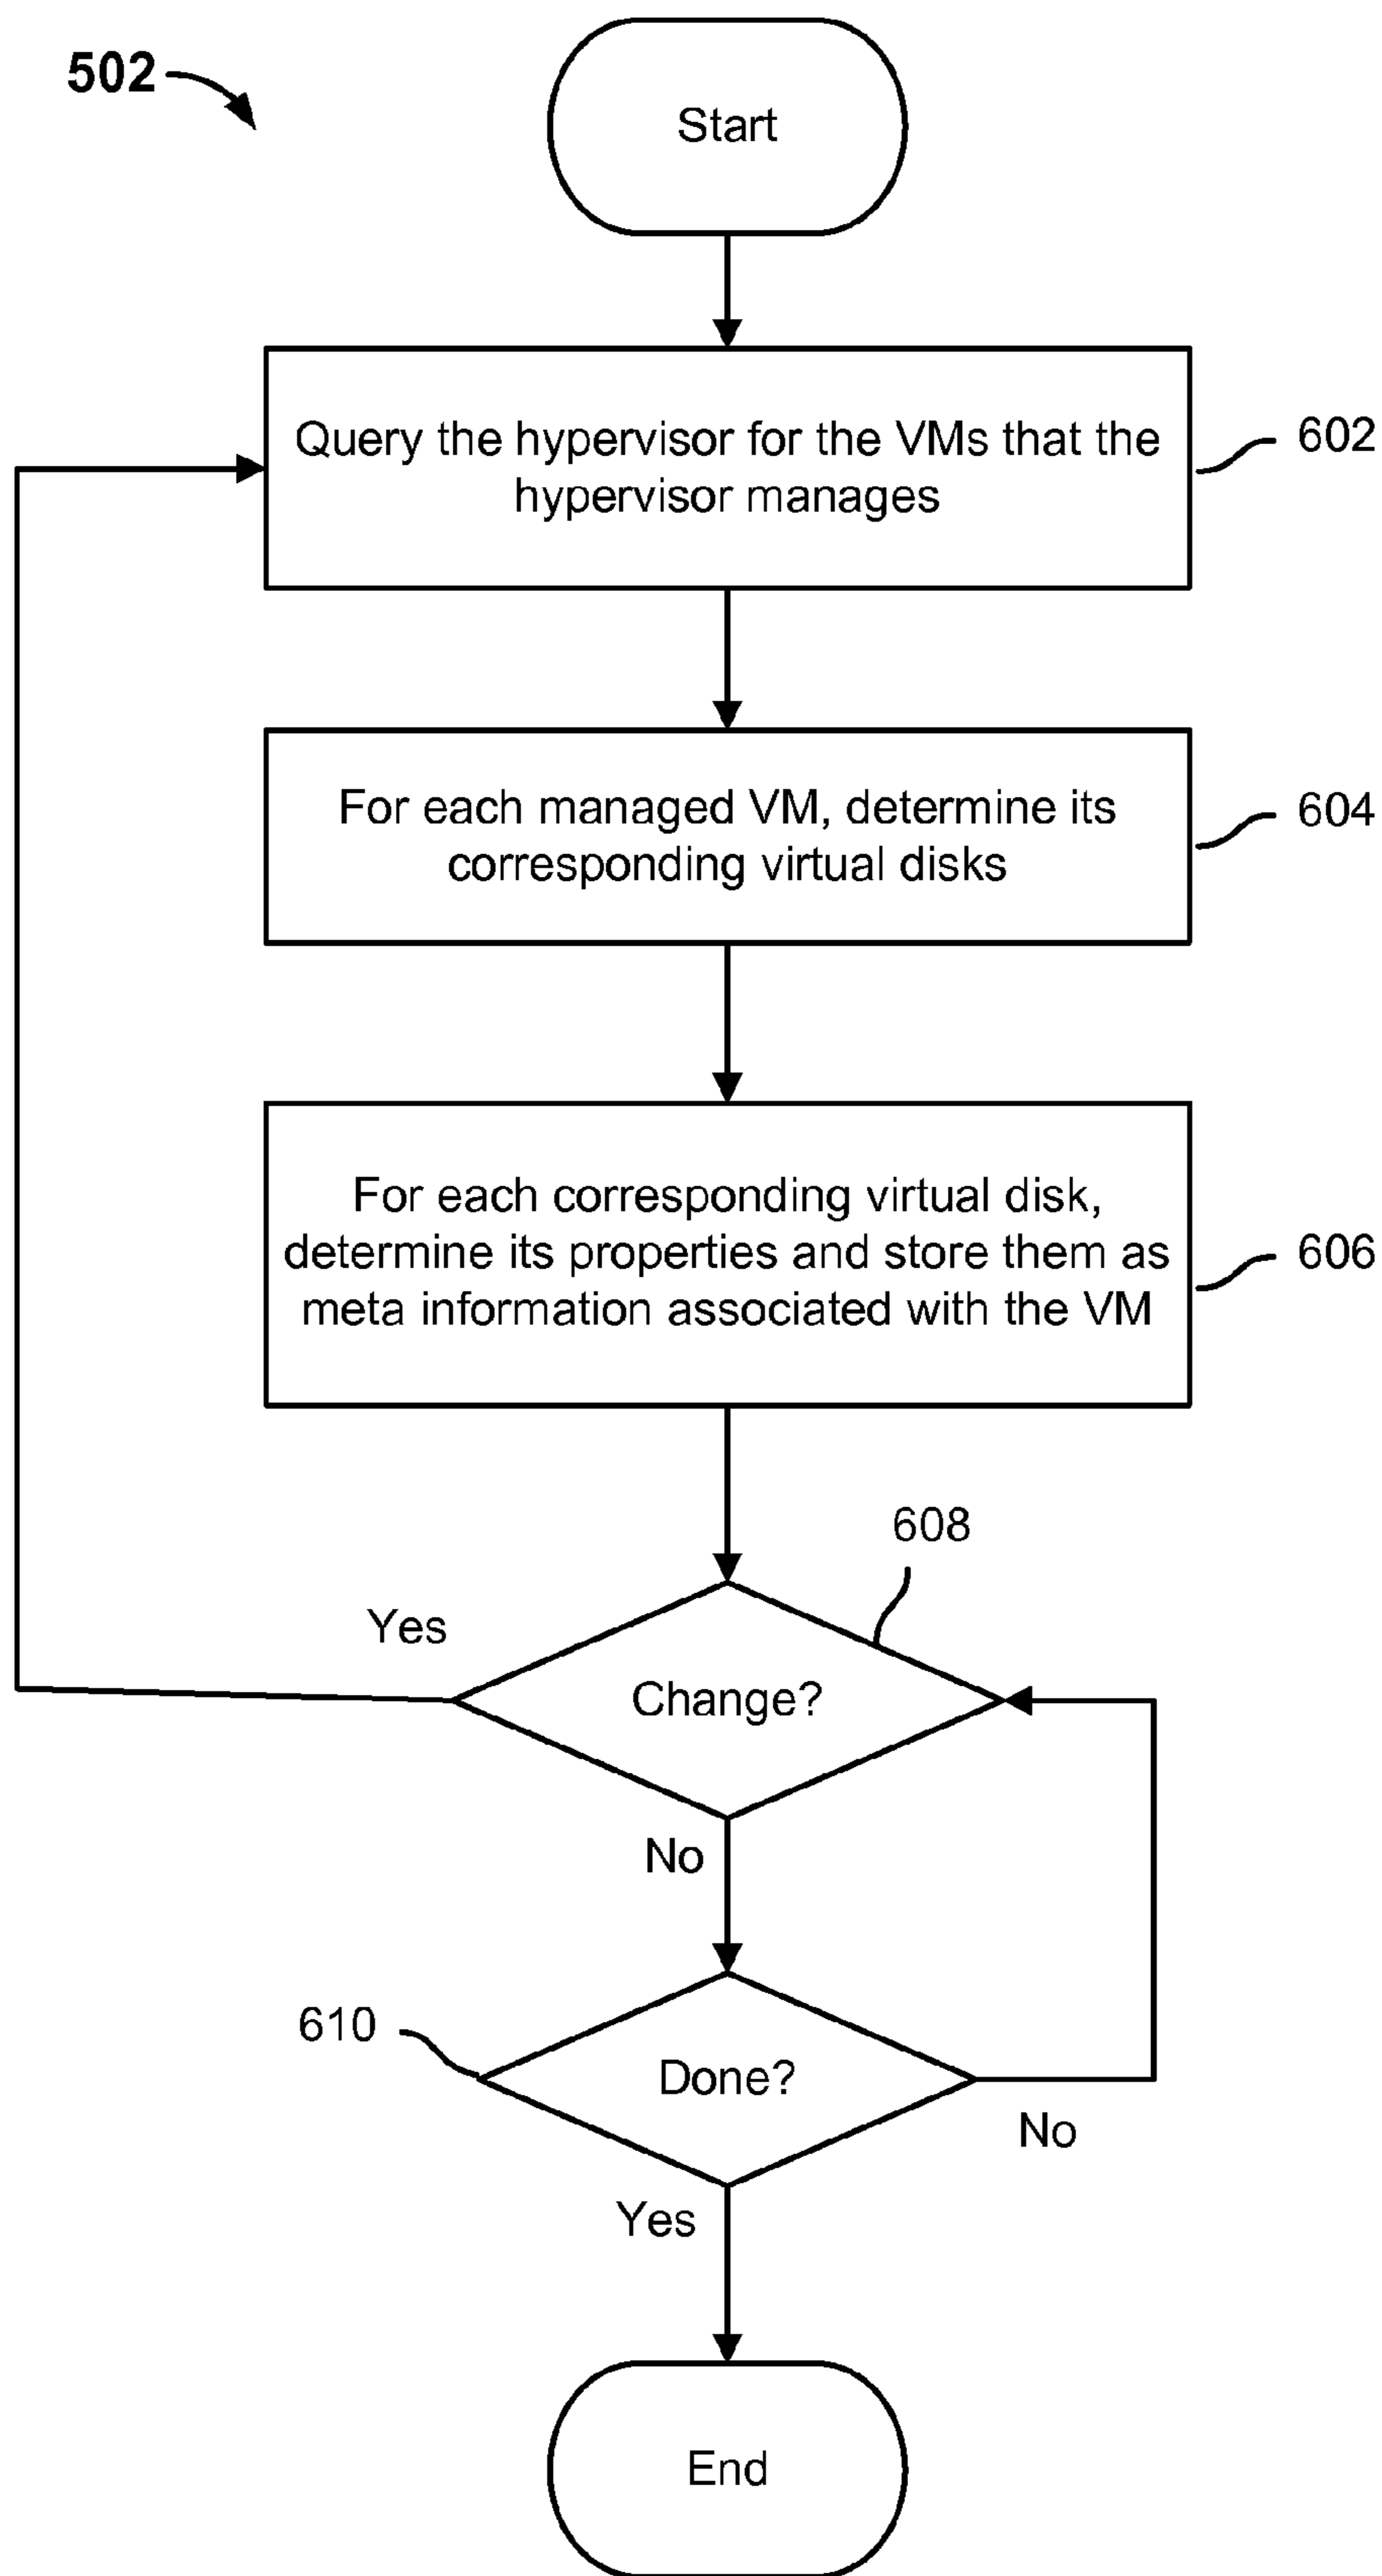 502
Start
Query the hypervisor for the VMs that the
hypervisor manages
602
For each managed VM, determine its
corresponding virtual disks
604
For each corresponding virtual disk,
determine its properties and store them as
meta information associated with the VM
606
608
Yes
Change?
No
610
Done?
No
Yes
End